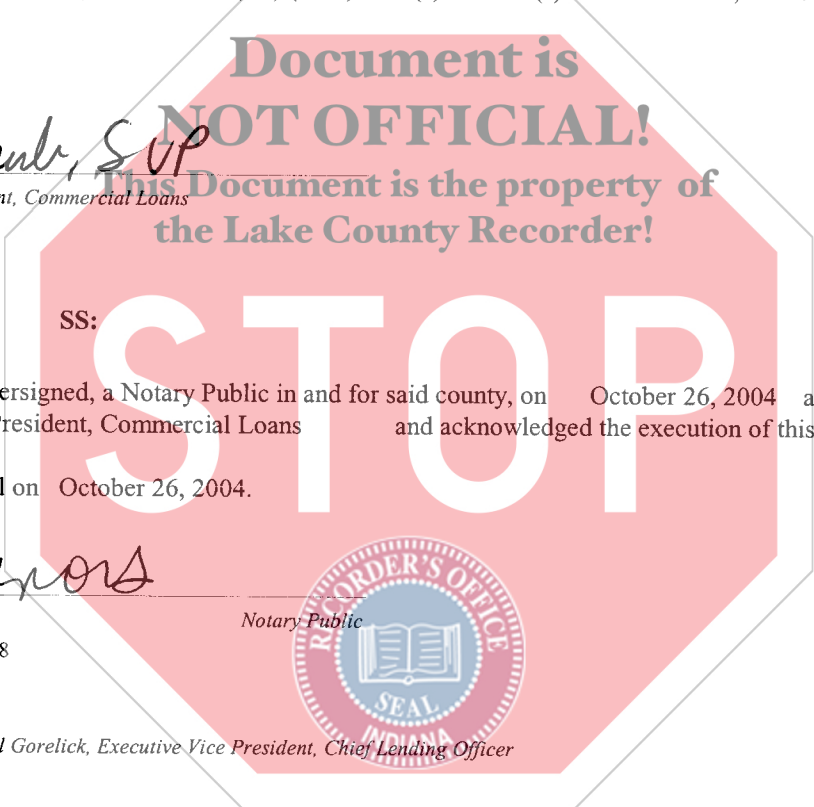 Document is
NOT OFFICIAL!
, SVP
This Document is the property of
nt, Commercial Loans
the Lake County Recorder!
SS:
STOP
ersigned, a Notary Public in and for said county, on October 26, 2004 a
President, Commercial Loans and acknowledged the execution of this
l on October 26, 2004.
Notary Public
8
RECORDER'S OFFICE
SEAL
INDIANA
l Gorelick, Executive Vice President, Chief Lending Officer